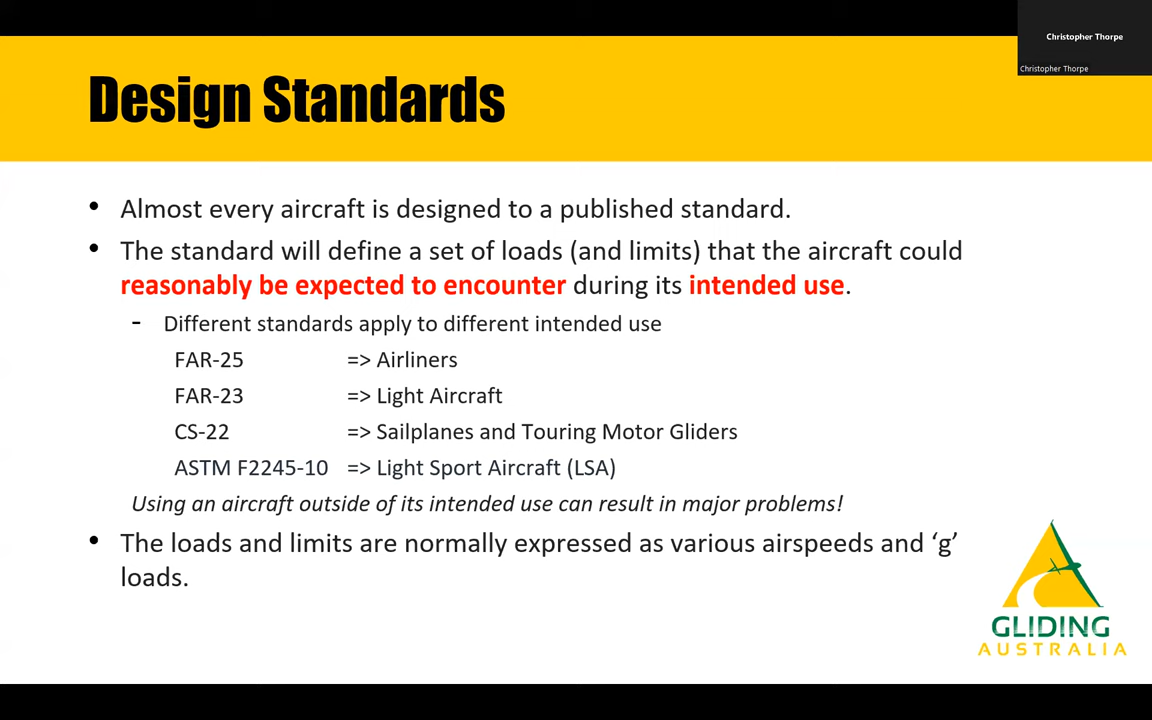 Christopher Thorpe
Christopher Thorpe
Design Standards
• Almost every aircraft is designed to a published standard.
• The standard will define a set of loads (and limits) that the aircraft could
reasonably be expected to encounter during its intended use.
- Different standards apply to different intended use
FAR-25 => Airliners
FAR-23 => Light Aircraft
CS-22 => Sailplanes and Touring Motor Gliders
ASTM F2245-10 => Light Sport Aircraft (LSA)
Using an aircraft outside of its intended use can result in major problems!
• The loads and limits are normally expressed as various airspeeds and ‘g’
loads.
GLIDING
AUSTRALIA